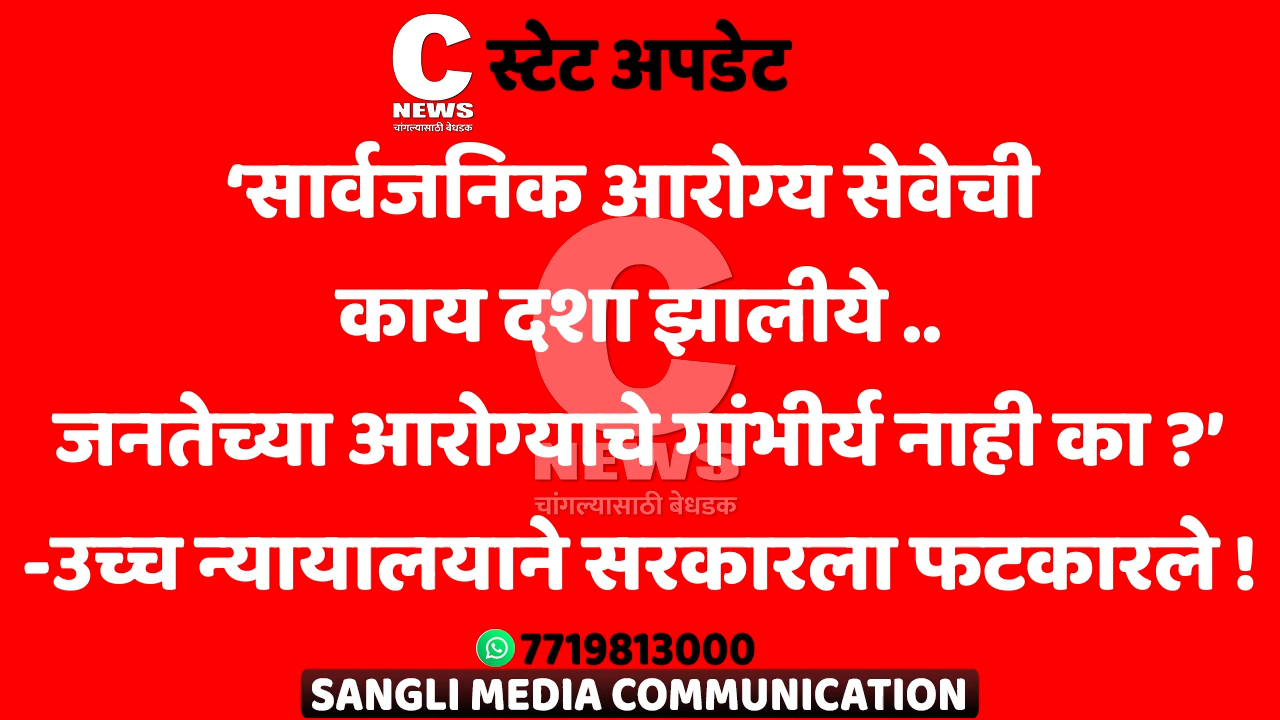 C स्टेट अपडेट
NEWS
चांगल्यासाठी बेधडक
‘सार्वजनिक आरोग्य सेवेची
काय दशा झालीये ..
जनतेच्या आरोग्याचे गांभीर्य नाही का ?’
C
NEWS
चांगल्यासाठी बेधडक
-उच्च न्यायालयाने सरकारला फटकारले !
7719813000
SANGLI MEDIA COMMUNICATION